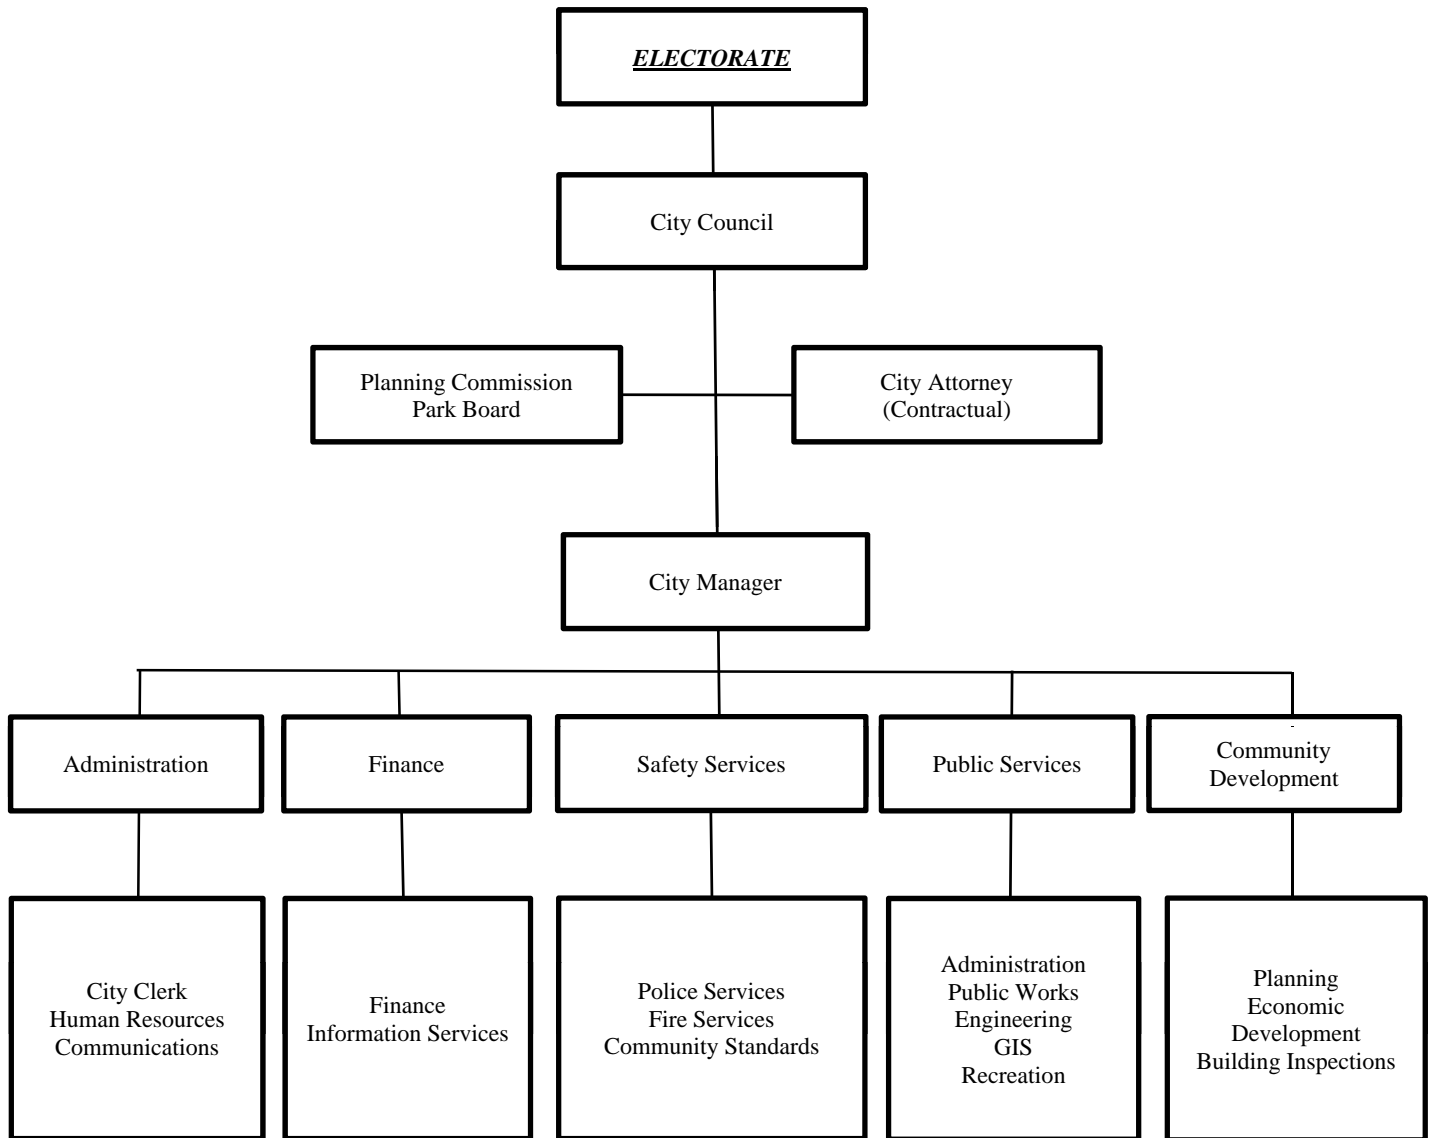 ELECTORATE
City Council
Planning Commission
Park Board
City Attorney
(Contractual)
City Manager
Administration
Finance
Safety Services
Public Services
Community
Development
City Clerk
Human Resources
Communications
Finance
Information Services
Police Services
Fire Services
Community Standards
Administration
Public Works
Engineering
GIS
Recreation
Planning
Economic
Development
Building Inspections